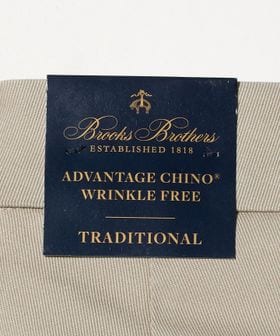 Brooks Brothers
ESTABLISHED 1818
ADVANTAGE CHINO®
WRINKLE FREE
TRADITIONAL